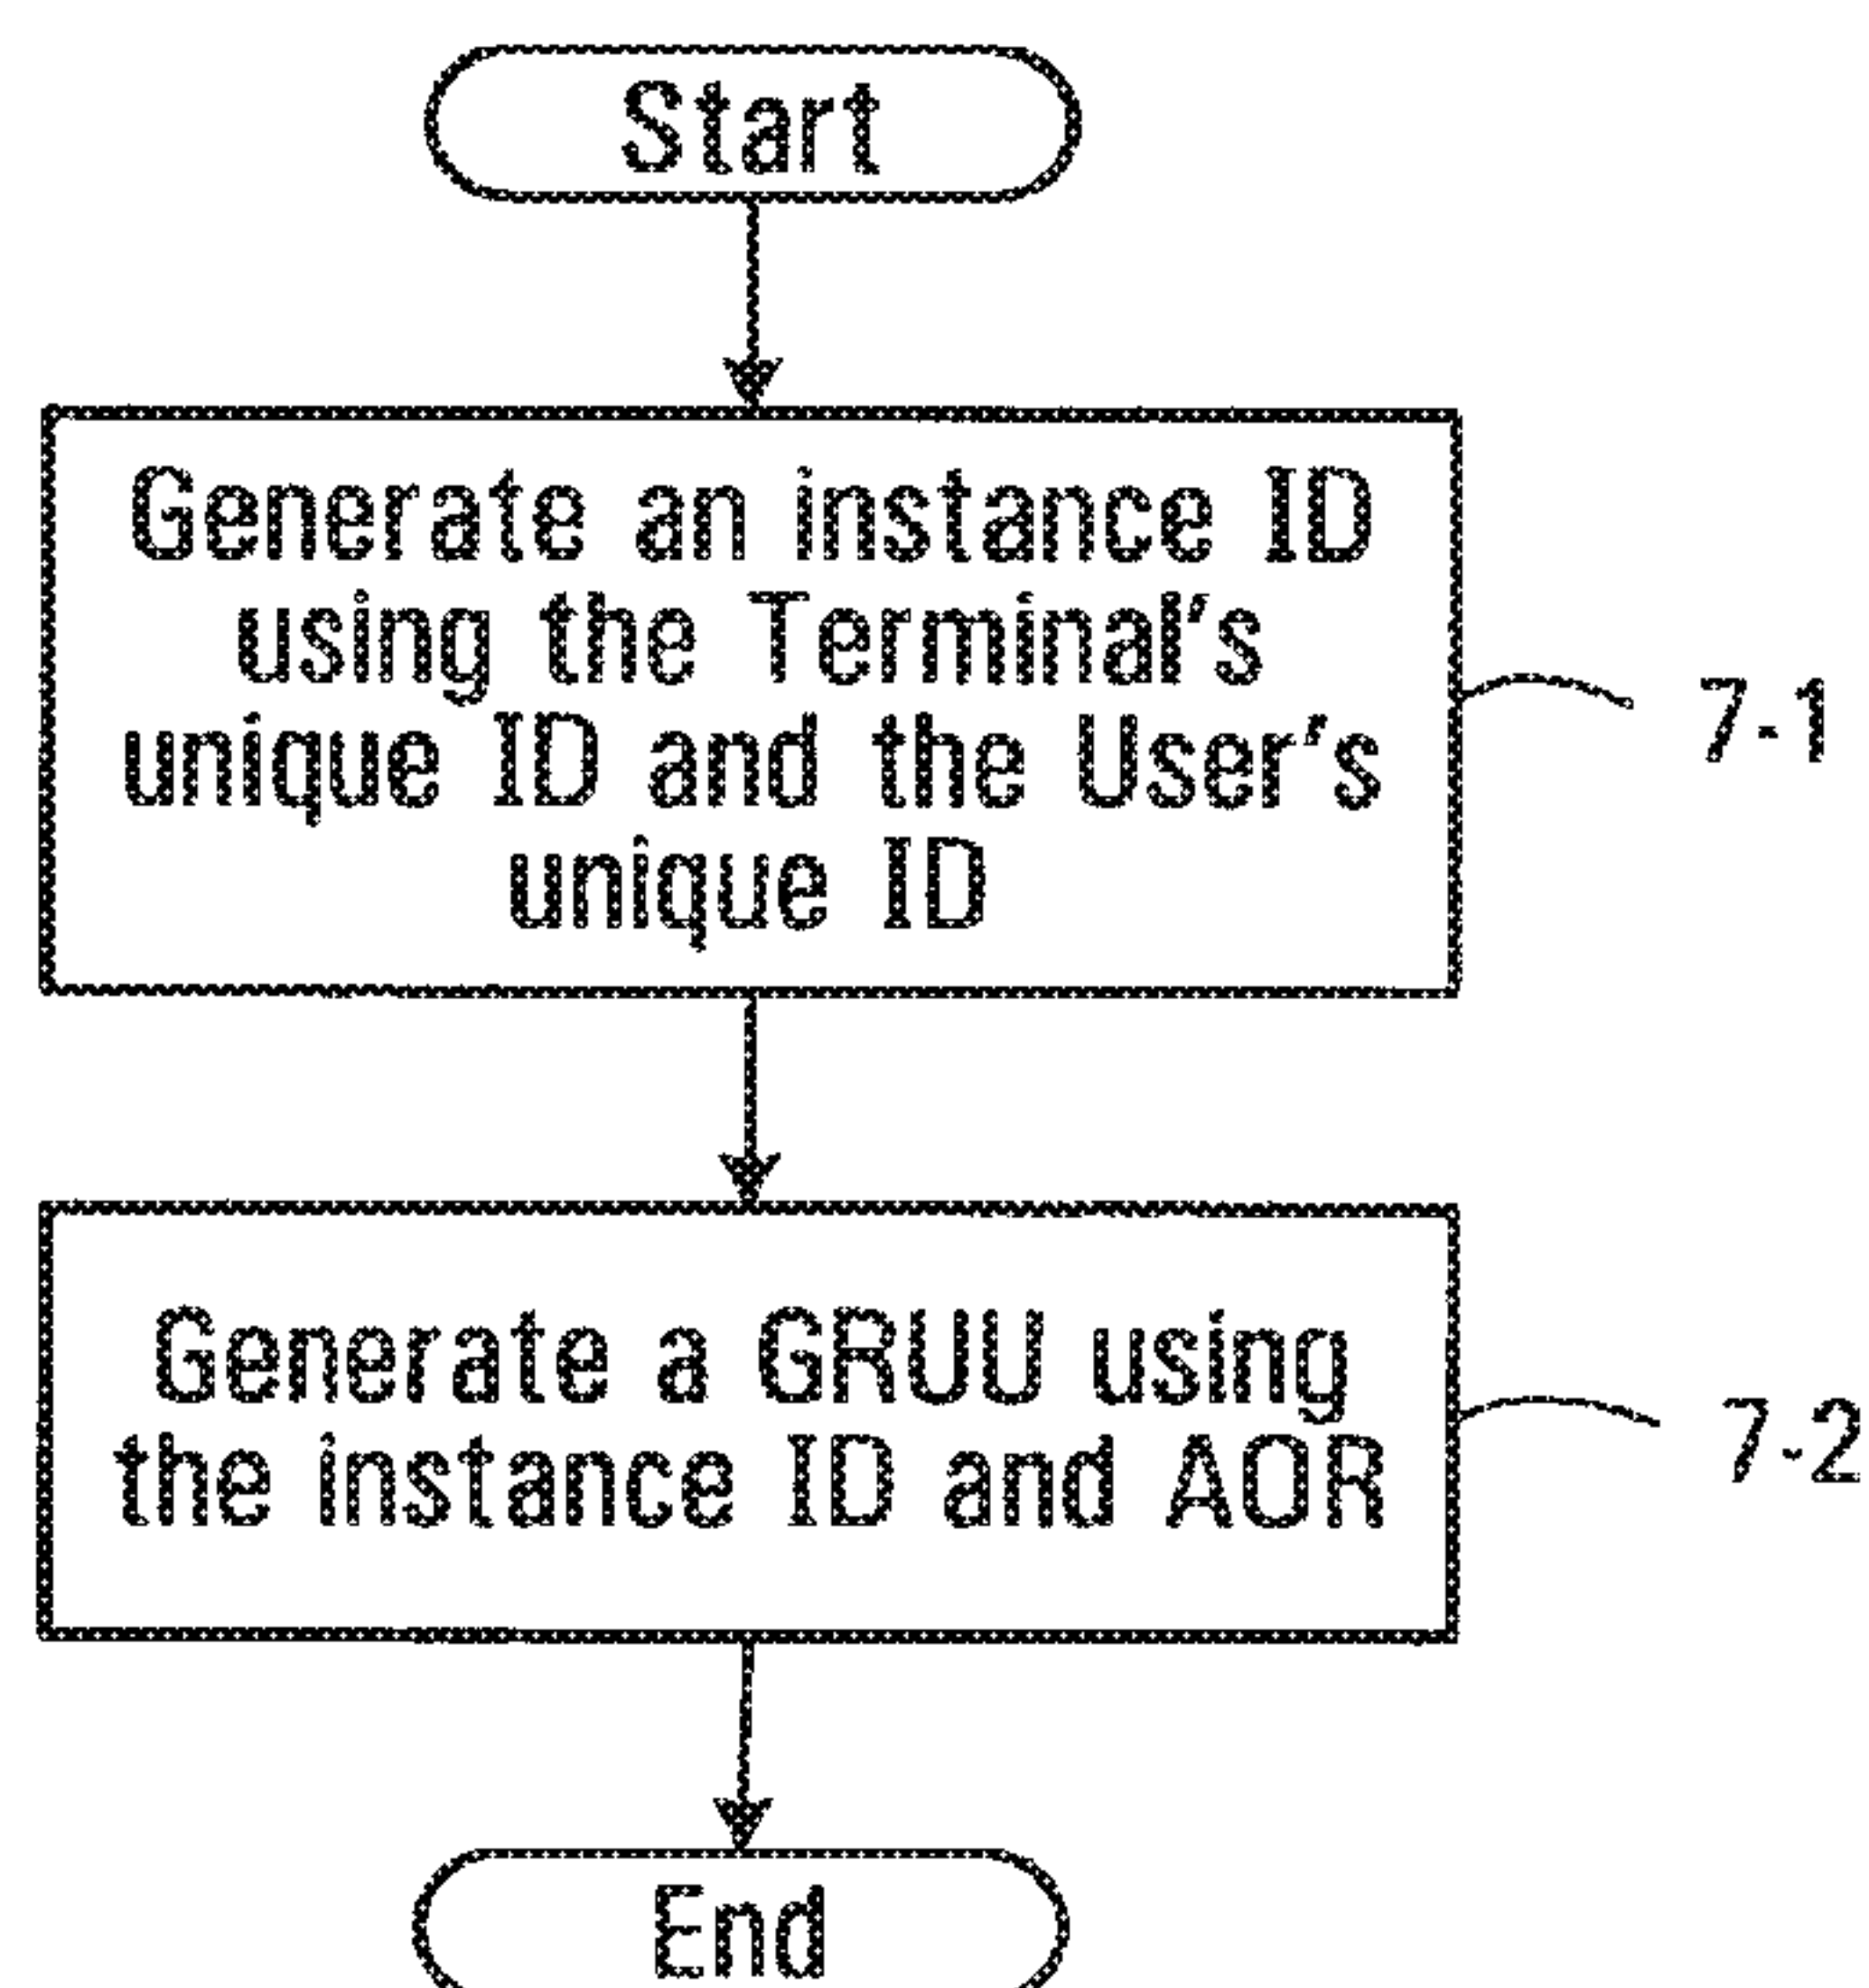 Start
Generate an instance ID
using the Terminal's
unique ID and the User's
unique ID
7-1
Generate a GRUU using
the instance ID and AOR
7-2
End